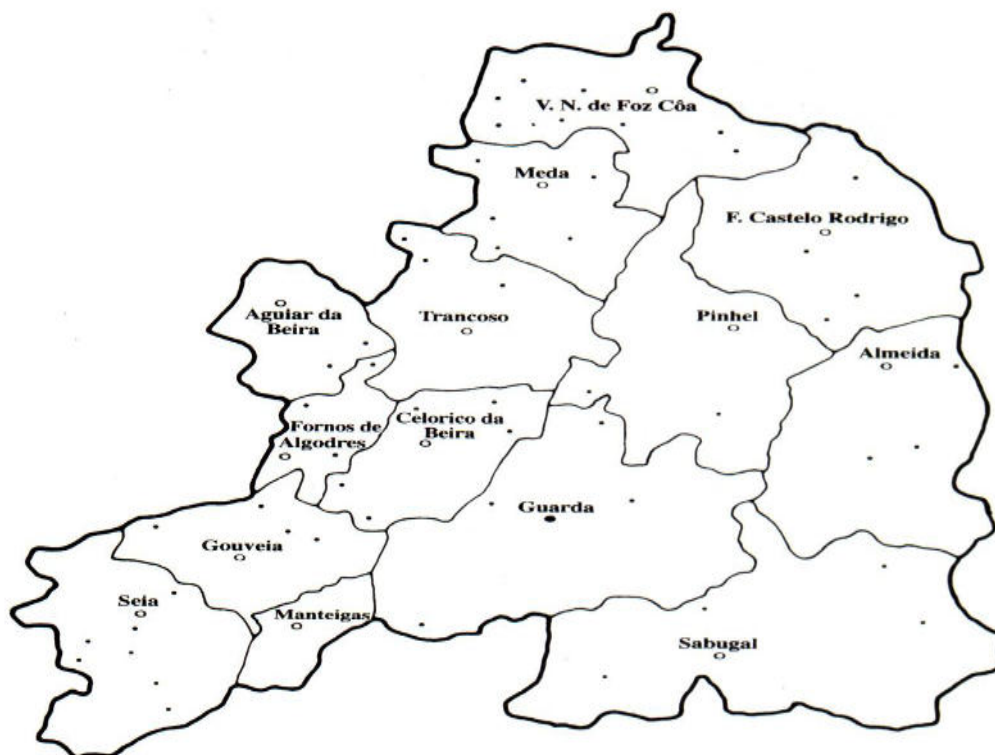 V. N. de Foz Côa
Meda
F. Castelo Rodrigo
Aguiar da
Beira
Trancoso
Pinhel
Almeida
Fornos de
Algodres
Celorico da
Beira
Guarda
Gouveia
Seia
Manteigas
Sabugal